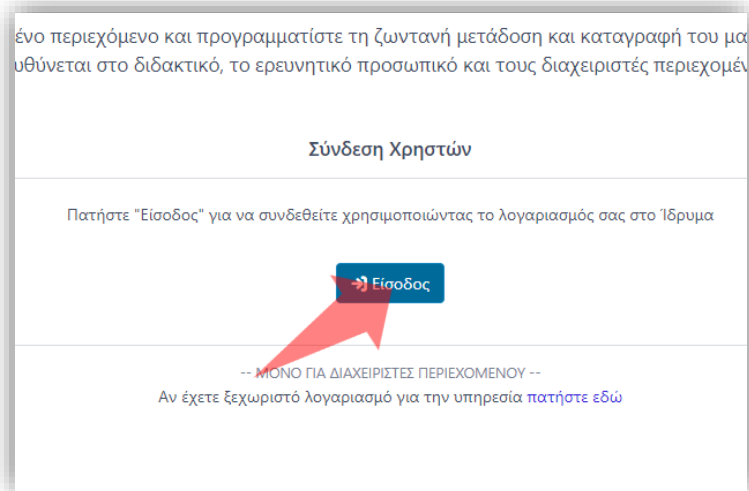 ένο περιεχόμενο και προγραμματίστε τη ζωντανή μετάδοση και καταγραφή του μα
υθύνεται στο διδακτικό, το ερευνητικό προσωπικό και τους διαχειριστές περιεχομέν
Σύνδεση Χρηστών
Πατήστε "Είσοδος" για να συνδεθείτε χρησιμοποιώντας το λογαριασμός σας στο Ίδρυμα
Είσοδος
-- ΜΟΝΟ ΓΙΑ ΔΙΑΧΕΙΡΙΣΤΕΣ ΠΕΡΙΕΧΟΜΕΝΟΥ --
Αν έχετε ξεχωριστό λογαριασμό για την υπηρεσία πατήστε εδώ